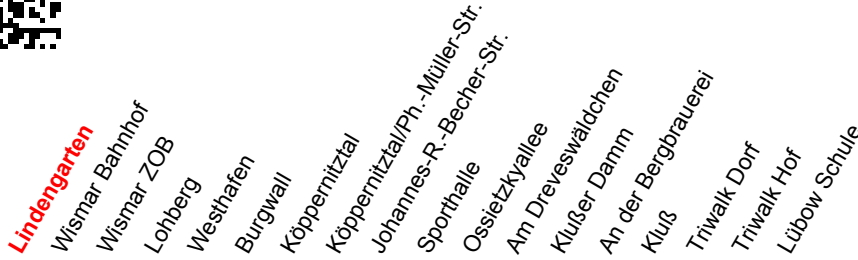 Lindengarten
Wismar Bahnhof
Wismar ZOB
Lohberg
Westhafen
Burgwall
Köppernitztal
Köppernitztal/Ph.-Müller-Str.
Johannes-R.-Becher-Str.
Sporthalle
Ossietzkyallee
Am Dreveswäldchen
Klußer Damm
An der Bergbrauerei
Kluß
Triwalk Dorf
Triwalk Hof
Lübow Schule